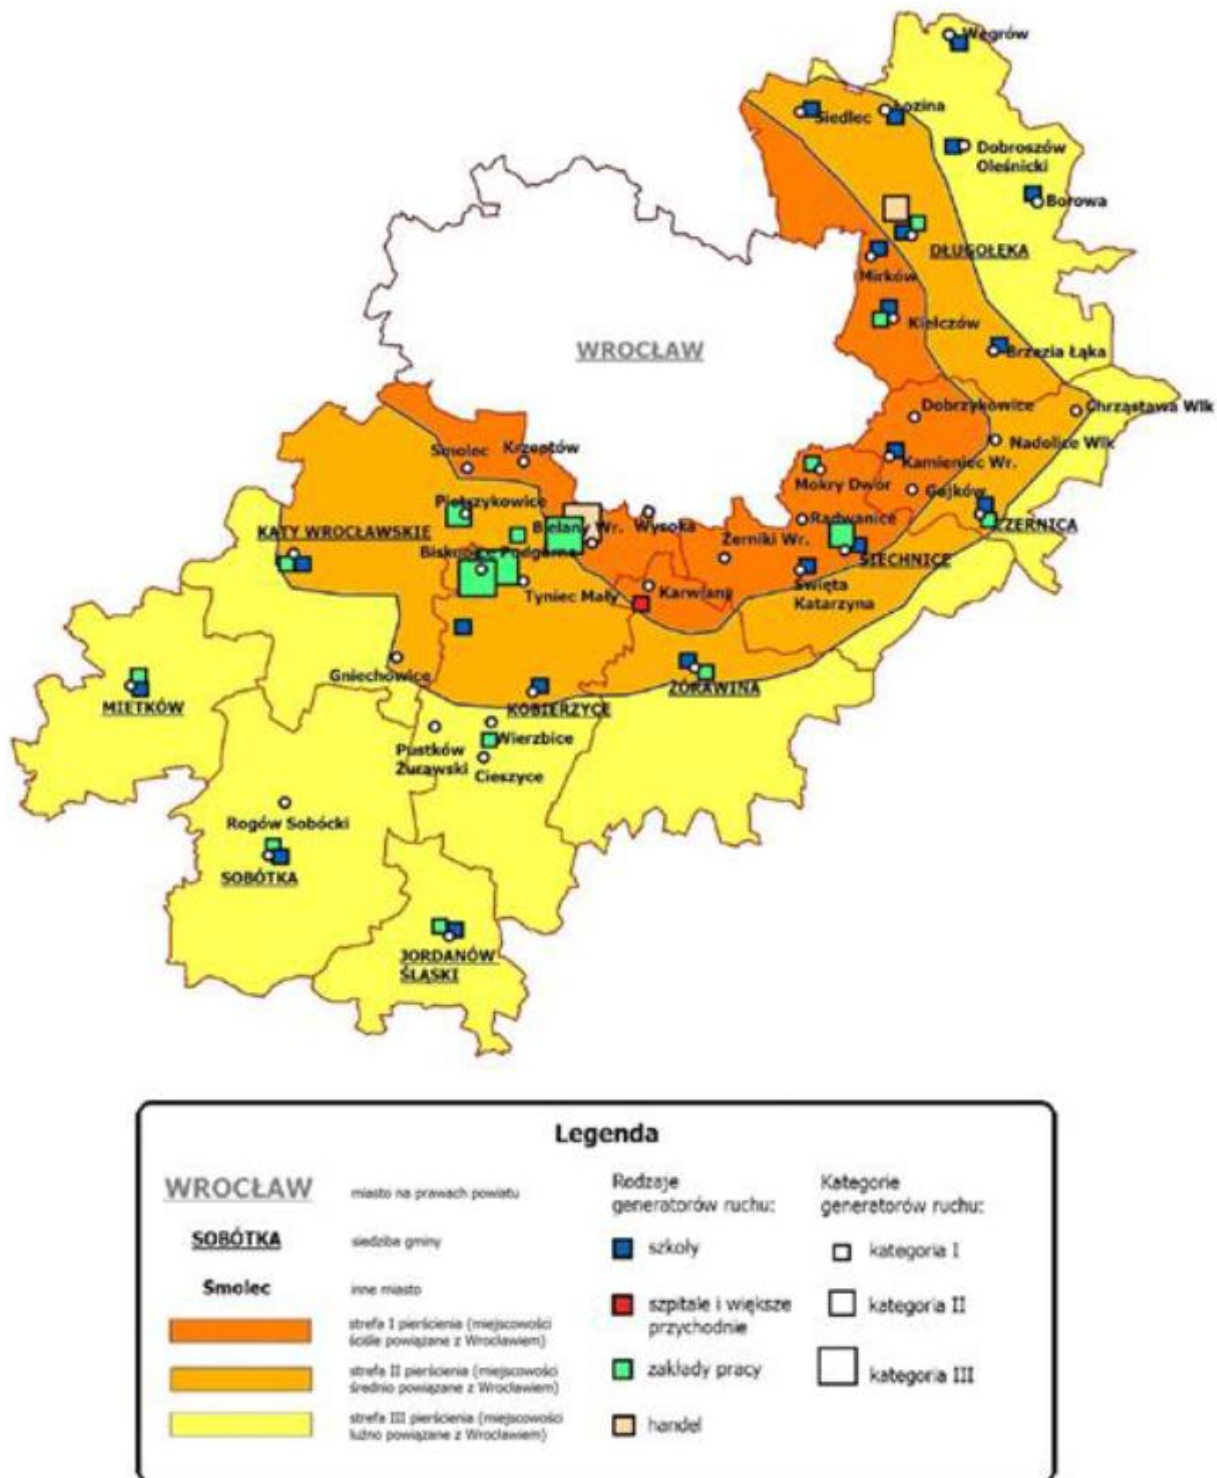 Węgrów
Siedlec
Łozina
Dobroszów
Oleśnicki
Borowa
DŁUGOŁĘKA
Mirków
Kiełczów
WROCŁAW
Brzezia Łąka
Dobrzykowice
Chrząstawa Wlk
Nadolice Wlk
Smolec
Krzeptów
Kamieniec Wr.
Mokry Dwór
Gajków
Pietrzykowice
KĄTY WROCŁAWSKIE
Bielany Wr.
Wysoka
Radwanice
CZERNICA
Żerniki Wr.
Biskupice Podgórne
SIECHNICE
Tyniec Mały
Karwiany
Święta
Katarzyna
Gniechowice
ŻÓRAWINA
MIETKÓW
KOBIERZYCE
Pustków
Żurawski
Wierzbice
Cieszyce
Rogów Sobócki
SOBÓTKA
JORDANÓW
ŚLĄSKI
Legenda
WROCŁAW
miasto na prawach powiatu
SOBÓTKA
siedziba gminy
Smolec
inne miasto
strefa I pierścienia (miejscowości
ściśle powiązane z Wrocławiem)
strefa II pierścienia (miejscowości
średnio powiązane z Wrocławiem)
strefa III pierścienia (miejscowości
luźno powiązane z Wrocławiem)
Rodzaje
generatorów ruchu:
szkoły
szpitale i większe
przychodnie
zakłady pracy
handel
Kategorie
generatorów ruchu:
kategoria I
kategoria II
kategoria III